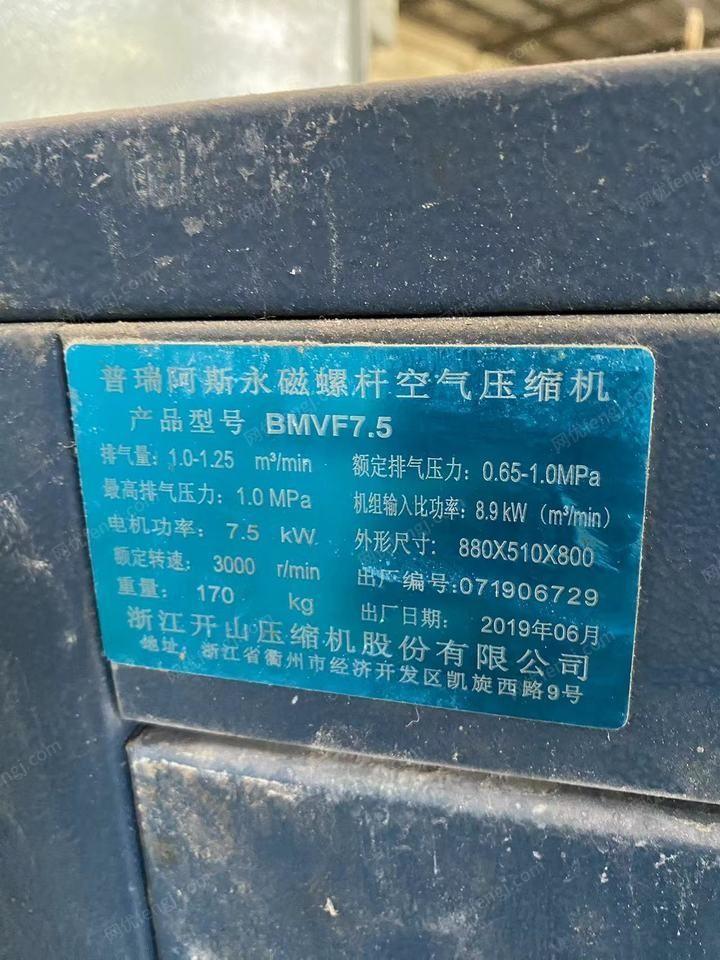 普瑞阿斯永磁螺杆空气压缩机
产品型号 BMVF7.5
排气量: 1.0-1.25 m³/min 额定排气压力: 0.65-1.0MPa
最高排气压力: 1.0 MPa 机组输入比功率: 8.9 kW (m³/min)
电机功率: 7.5 kW 外形尺寸: 880X510X800
额定转速: 3000 r/min 出厂编号:071906729
重量: 170 kg 出厂日期: 2019年06月
浙江开山压缩机股份有限公司
地址: 浙江省衢州市经济开发区凯旋西路9号